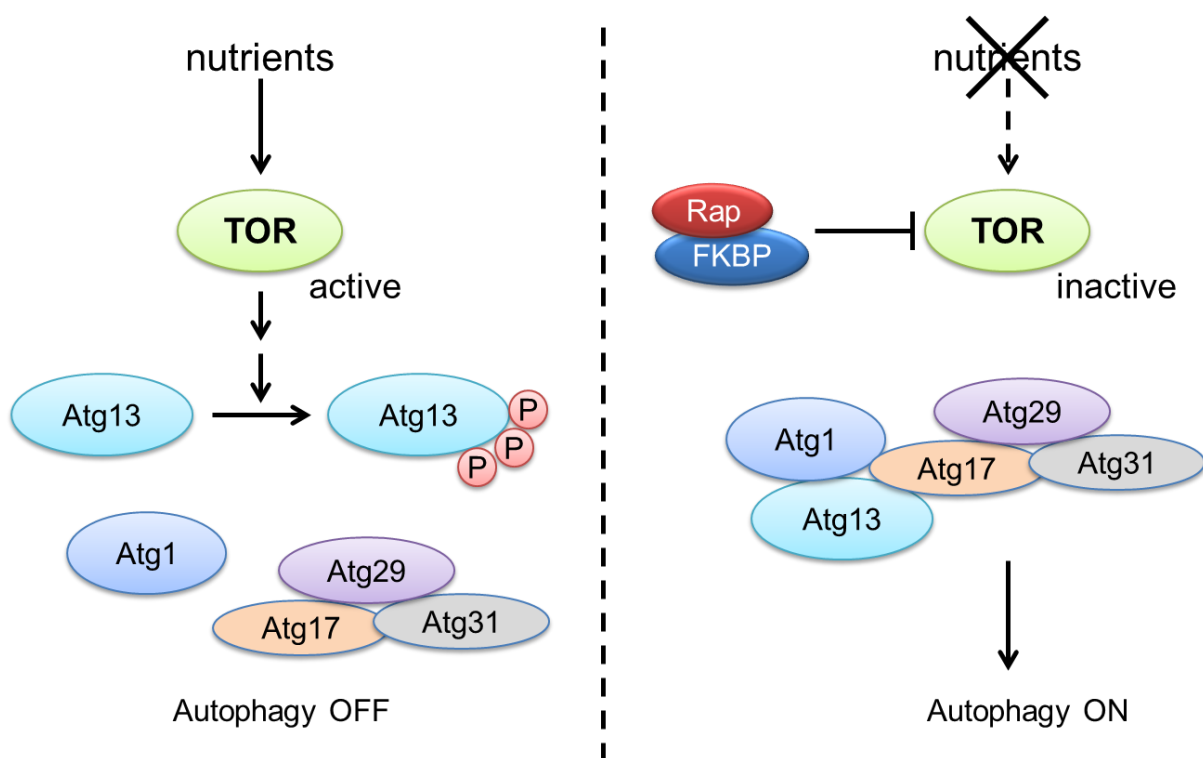 nutrients
TOR
active
Atg13
Atg13
P
P
P
Atg1
Atg29
Atg17
Atg31
Autophagy OFF
nutrients
Rap
FKBP
TOR
inactive
Atg1
Atg29
Atg17
Atg31
Atg13
Autophagy ON